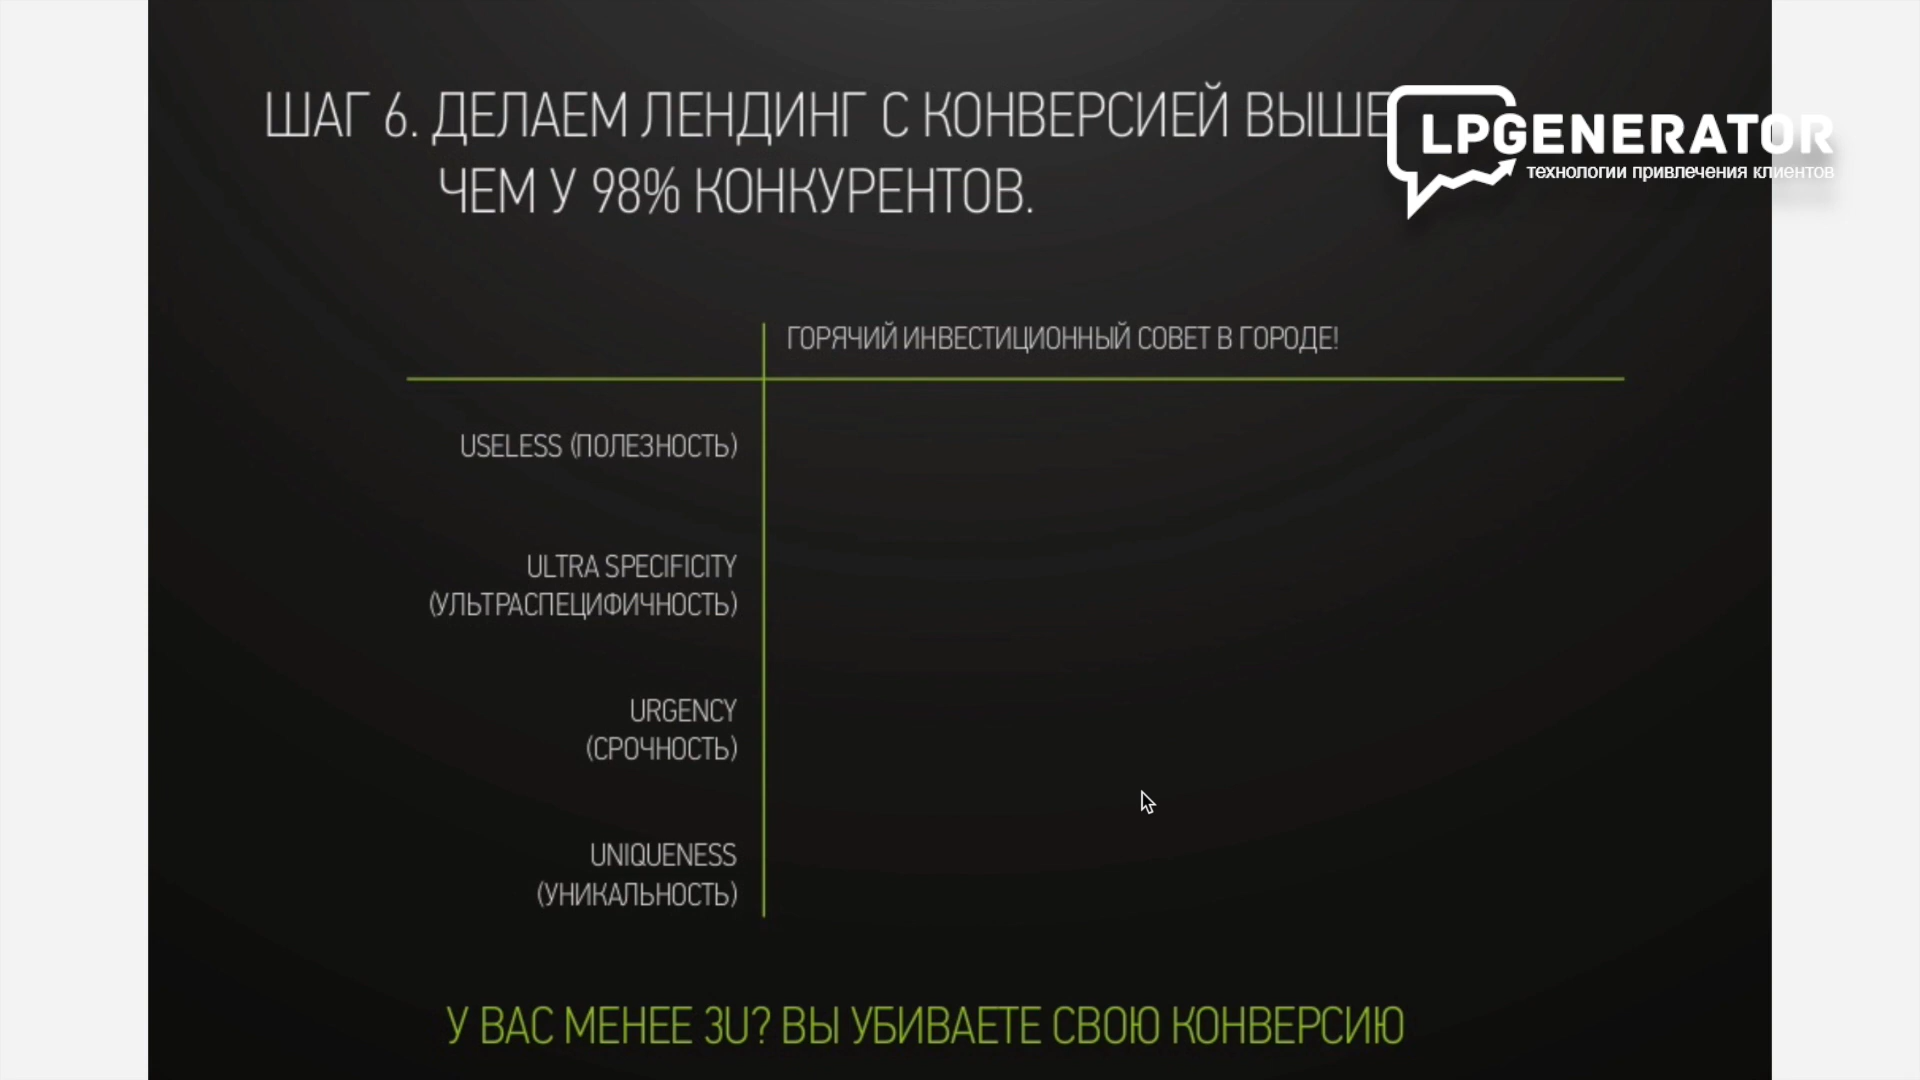 ШАГ 6. ДЕЛАЕМ ЛЕНДИНГ С КОНВЕРСИЕЙ ВЫШЕ
ЧЕМ У 98% КОНКУРЕНТОВ.
LPGENERATOR
технологии привлечения клиентов
ГОРЯЧИЙ ИНВЕСТИЦИОННЫЙ СОВЕТ В ГОРОДЕ!
USELESS (ПОЛЕЗНОСТЬ)
ULTRA SPECIFICITY
(УЛЬТРАСПЕЦИФИЧНОСТЬ)
URGENCY
(СРОЧНОСТЬ)
UNIQUENESS
(УНИКАЛЬНОСТЬ)
У ВАС МЕНЕЕ 3U? ВЫ УБИВАЕТЕ СВОЮ КОНВЕРСИЮ